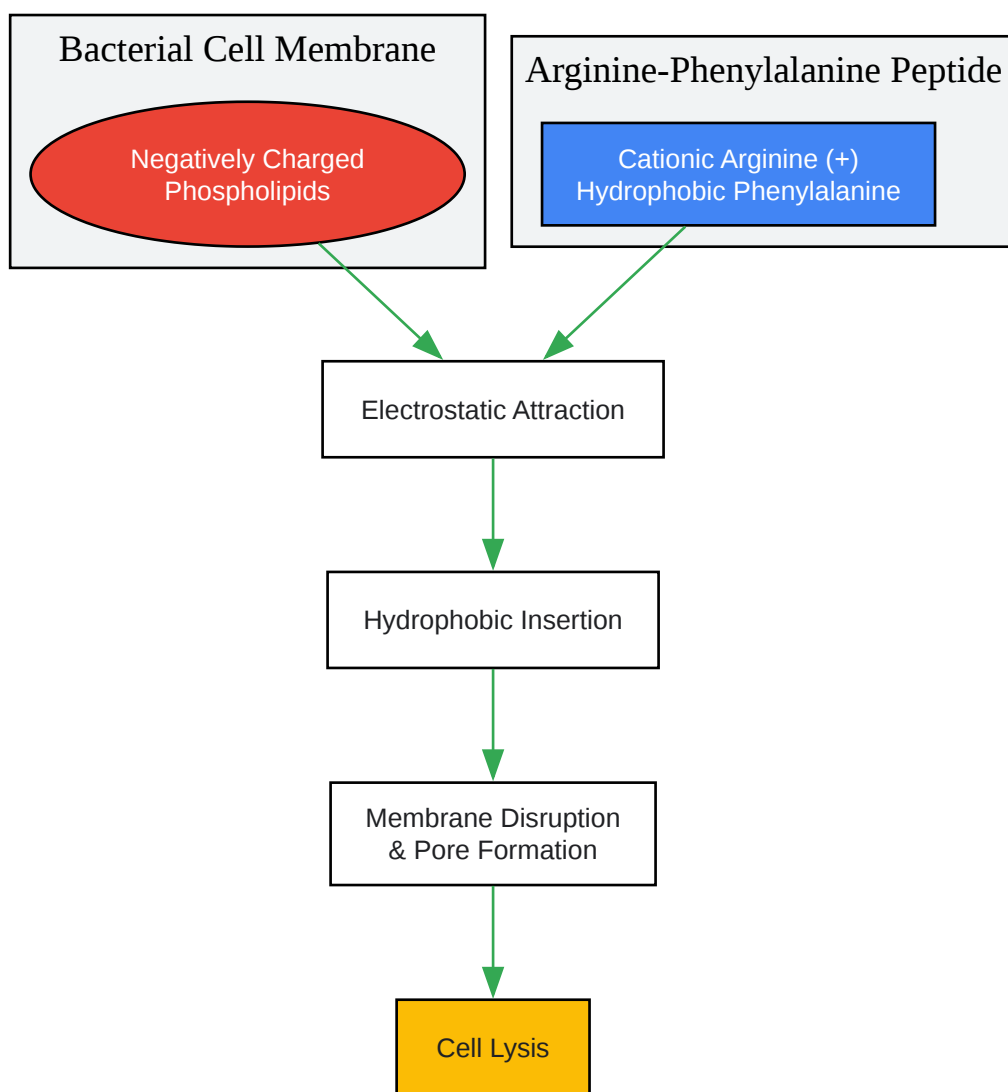 Bacterial Cell Membrane
Negatively Charged
Phospholipids
Arginine-Phenylalanine Peptide
Cationic Arginine (+)
Hydrophobic Phenylalanine
Electrostatic Attraction
Hydrophobic Insertion
Membrane Disruption
& Pore Formation
Cell Lysis